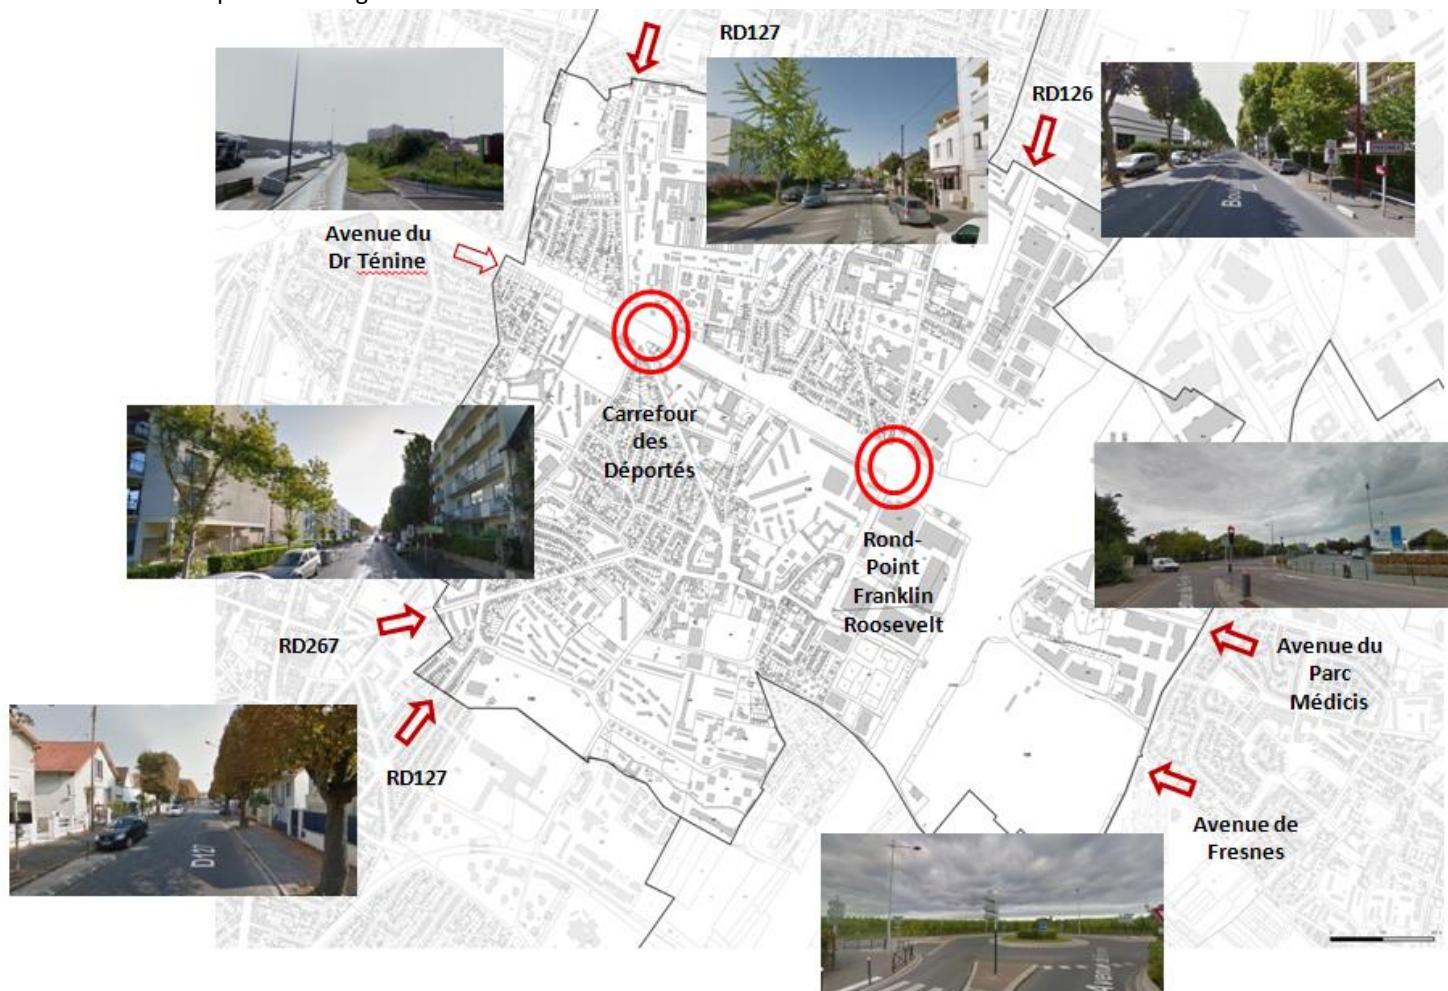 RD127
RD126
Avenue du
Dr Ténine
Carrefour
des
Déportés
Rond-
Point
Franklin
Roosevelt
RD267
Avenue du
Parc
Médicis
RD127
D127
Avenue de
Fresnes